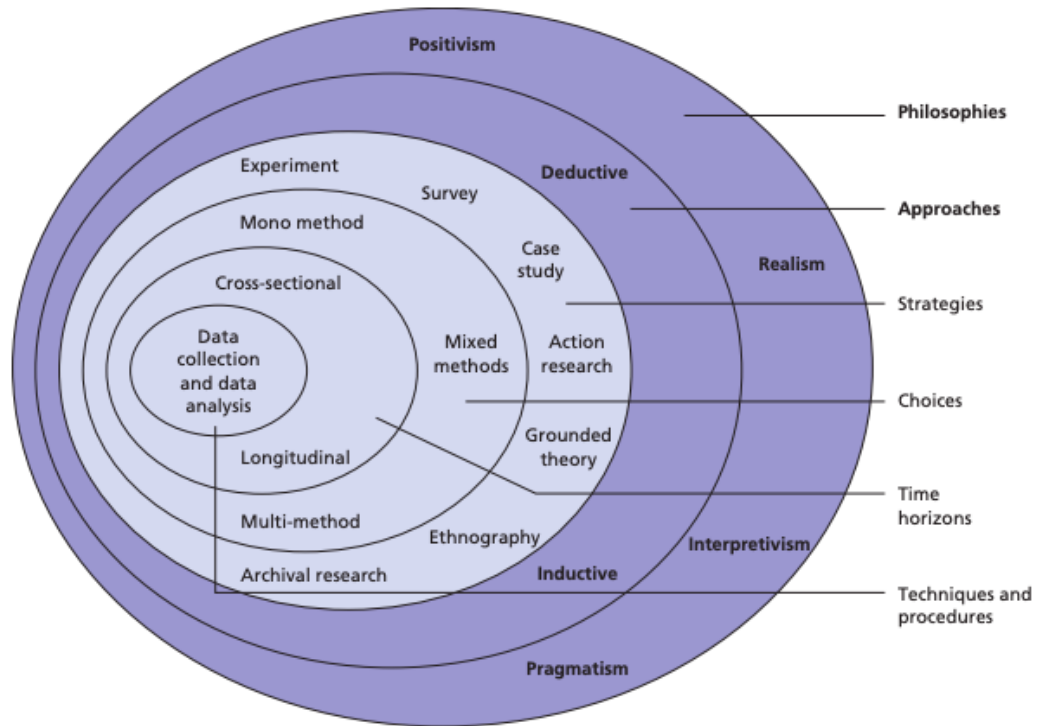 Positivism
Philosophies
Experiment
Deductive
Survey
Approaches
Mono method
Case
study
Realism
Cross-sectional
Strategies
Data
collection
and data
analysis
Mixed
methods
Action
research
Choices
Grounded
theory
Longitudinal
Time
horizons
Multi-method
Ethnography
Interpretivism
Archival research
Inductive
Techniques and
procedures
Pragmatism